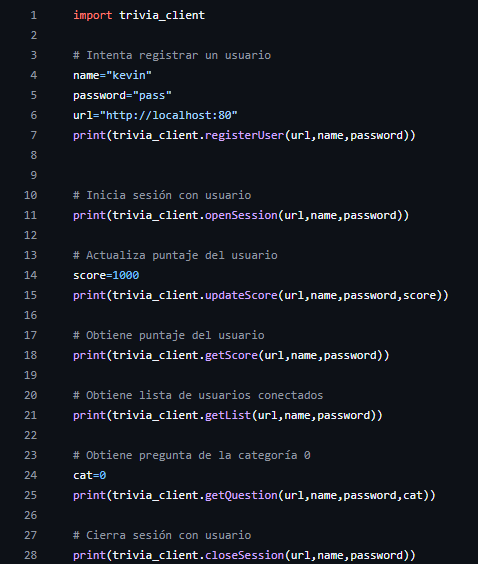 1 import trivia_client
2
3 # Intenta registrar un usuario
4 name="kevin"
5 password="pass"
6 url="http://localhost:80"
7 print(trivia_client.registerUser(url,name,password))
8
9
10 # Inicia sesión con usuario
11 print(trivia_client.openSession(url,name,password))
12
13 # Actualiza puntaje del usuario
14 score=1000
15 print(trivia_client.updateScore(url,name,password,score))
16
17 # Obtiene puntaje del usuario
18 print(trivia_client.getScore(url,name,password))
19
20 # Obtiene lista de usuarios conectados
21 print(trivia_client.getList(url,name,password))
22
23 # Obtiene pregunta de la categoría 0
24 cat=0
25 print(trivia_client.getQuestion(url,name,password,cat))
26
27 # Cierra sesión con usuario
28 print(trivia_client.closeSession(url,name,password))